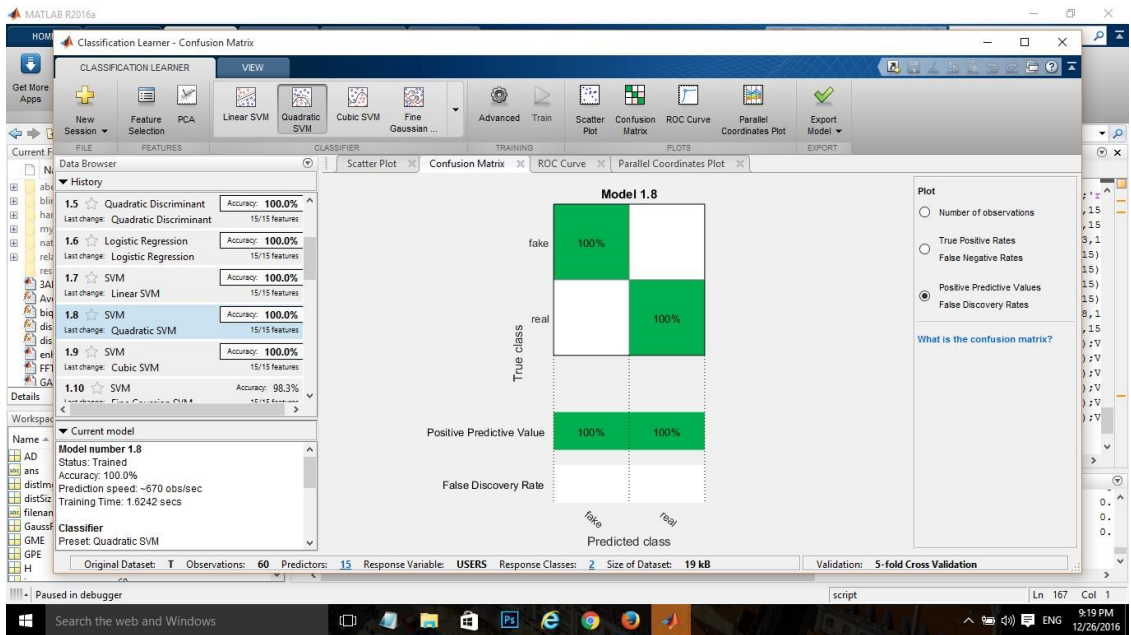 MATLAB R2016a
HOM
Classification Learner - Confusion Matrix
CLASSIFICATION LEARNER
VIEW
Get More
Apps
New
Session
Feature
Selection
PCA
Linear SVM
Quadratic
SVM
Cubic SVM
Fine
Gaussian ...
Advanced
Train
Scatter
Plot
Confusion
Matrix
ROC Curve
Parallel
Coordinates Plot
Export
Model
FILE
FEATURES
CLASSIFIER
TRAINING
PLOTS
EXPORT
Current F
Data Browser
Scatter Plot
Confusion Matrix
ROC Curve
Parallel Coordinates Plot
History
1.5 Quadratic Discriminant Accuracy: 100.0%
Last change: Quadratic Discriminant 15/15 features
1.6 Logistic Regression Accuracy: 100.0%
Last change: Logistic Regression 15/15 features
1.7 SVM Accuracy: 100.0%
Last change: Linear SVM 15/15 features
1.8 SVM Accuracy: 100.0%
Last change: Quadratic SVM 15/15 features
1.9 SVM Accuracy: 100.0%
Last change: Cubic SVM 15/15 features
1.10 SVM Accuracy: 98.3%
Current model
Model number 1.8
Status: Trained
Accuracy: 100.0%
Prediction speed: ~670 obs/sec
Training Time: 1.6242 secs
Classifier
Preset: Quadratic SVM
Model 1.8
fake
100%
real
100%
True class
Positive Predictive Value
100%
100%
False Discovery Rate
fake
real
Predicted class
Plot
Number of observations
True Positive Rates
False Negative Rates
Positive Predictive Values
False Discovery Rates
What is the confusion matrix?
Details
Workspac
Name
AD
ans
distIm
distSiz
filenan
GaussF
GME
GPE
H
Original Dataset: T Observations: 60 Predictors: 15 Response Variable: USERS Response Classes: 2 Size of Dataset: 19 kB Validation: 5-fold Cross Validation
Paused in debugger
script
Ln 167 Col 1
Search the web and Windows
ENG
9:19 PM
12/26/2016